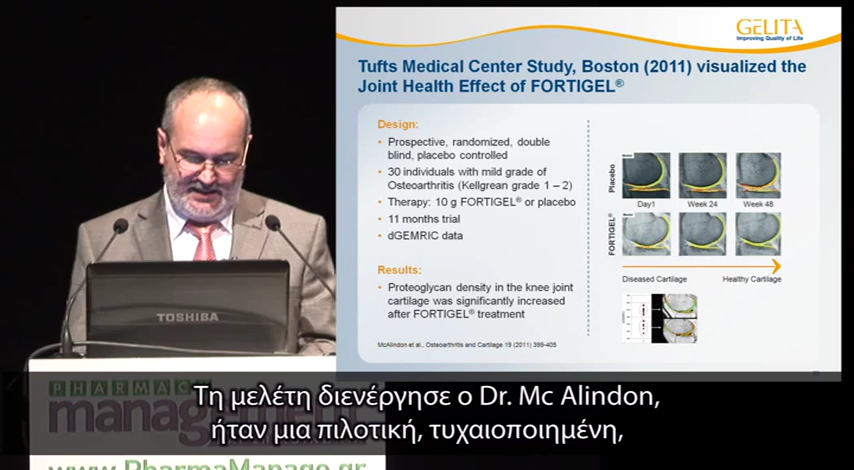 GELITA
Improving Quality of Life
Tufts Medical Center Study, Boston (2011) visualized the
Joint Health Effect of FORTIGEL®
Design:
• Prospective, randomized, double
blind, placebo controlled
• 30 individuals with mild grade of
Osteoarthritis (Kellgrean grade 1 – 2)
• Therapy: 10 g FORTIGEL® or placebo
• 11 months trial
• dGEMRIC data
Results:
• Proteoglycan density in the knee joint
cartilage was significantly increased
after FORTIGEL® treatment
McAlindon et al., Osteoarthritis and Cartilage 19 (2011) 399-405
Placebo
Day1 Week 24 Week 48
FORTIGEL®
Diseased Cartilage Healthy Cartilage
TOSHIBA
PHARMAC
management
www.PharmaManage.gr
Τη μελέτη διενέργησε ο Dr. Mc Alindon,
ήταν μια πιλοτική, τυχαιοποιημένη,